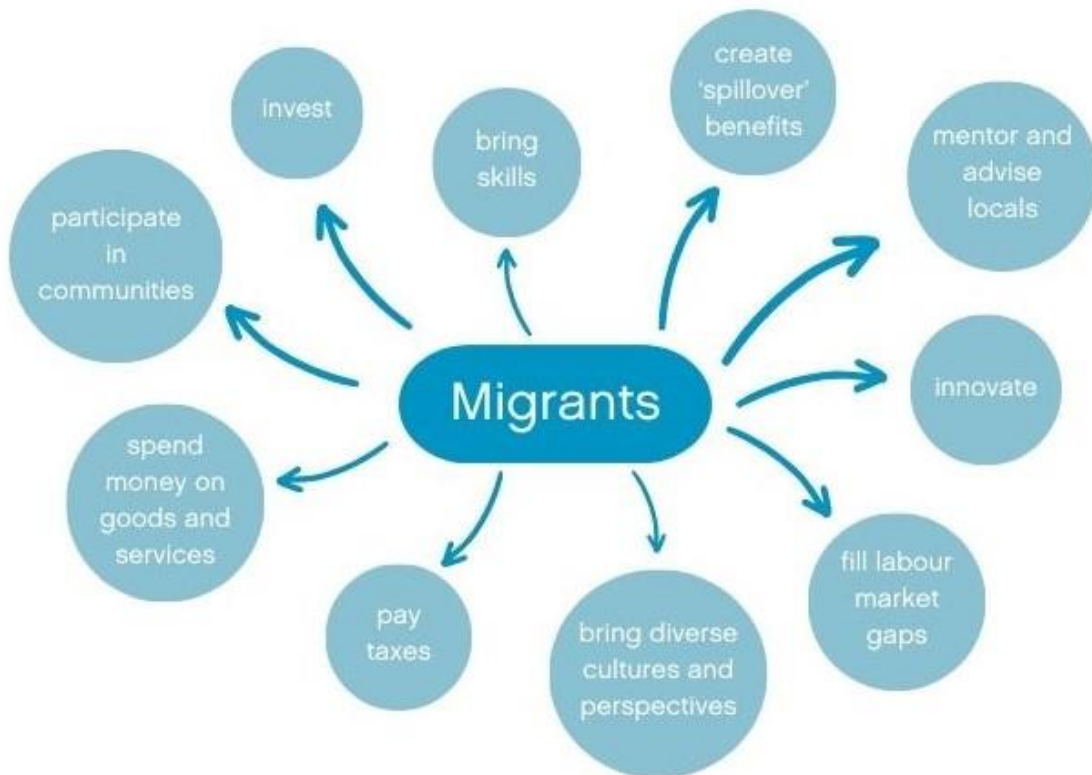 Migrants
invest
bring
skills
create
‘spillover’
benefits
mentor and
advise
locals
innovate
fill labour
market
gaps
bring diverse
cultures and
perspectives
pay
taxes
spend
money on
goods and
services
participate
in
communities